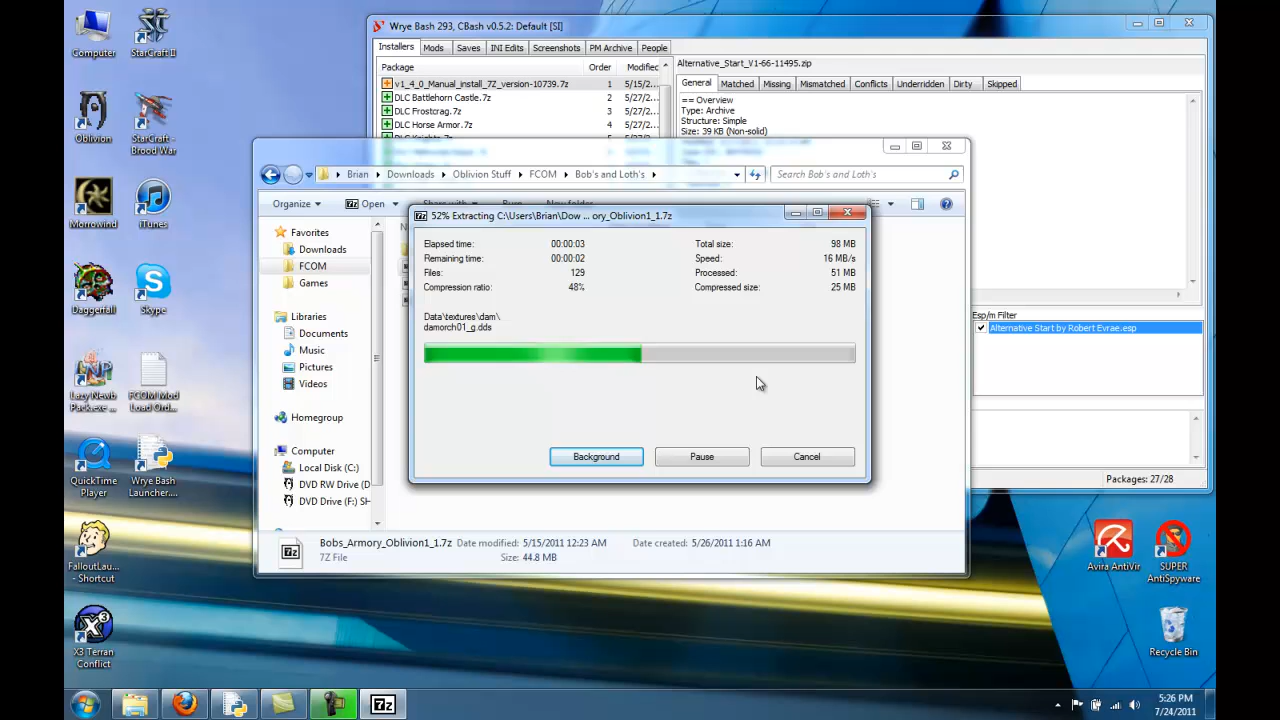 Computer
StarCraft II
Oblivion
StarCraft - Brood War
Morrowind
iTunes
Daggerfall
Skype
Lazy Newb Pack.exe ...
FCOM Mod Load Ord...
QuickTime Player
Wrye Bash Launcher....
FalloutLau... - Shortcut
X3 Terran Conflict
Wrye Bash 293, CBash v0.5.2: Default [SI]
Installers Mods Saves INI Edits Screenshots PM Archive People
Package Order Modified
v1_4_0_Manual_install_7Z_version-10739.7z 1 5/15/2...
DLC Battlehorn Castle.7z 2 5/27/2...
DLC Frostcrag.7z 3 5/27/2...
DLC Horse Armor.7z 4 5/27/2...
Alternative_Start_V1-66-11495.zip
General Matched Missing Mismatched Conflicts Underridden Dirty Skipped
== Overview
Type: Archive
Structure: Simple
Size: 39 KB (Non-solid)
Esp/m Filter
Alternative Start by Robert Evrae.esp
Packages: 27/28
Brian Downloads Oblivion Stuff FCOM Bob's and Loth's
Search Bob's and Loth's
Organize Open Share with Burn New folder
Favorites
Downloads
FCOM
Games
Libraries
Documents
Music
Pictures
Videos
Homegroup
Computer
Local Disk (C:)
DVD RW Drive (D
DVD Drive (F:) SH
52% Extracting C:\Users\Brian\Dow ... ory_Oblivion1_1.7z
Elapsed time: 00:00:03
Total size: 98 MB
Remaining time: 00:00:02
Speed: 16 MB/s
Files: 129
Processed: 51 MB
Compression ratio: 48%
Compressed size: 25 MB
Data\textures\dam\
damorch01_g.dds
Background Pause Cancel
Bobs_Armory_Oblivion1_1.7z Date modified: 5/15/2011 12:23 AM Date created: 5/26/2011 1:16 AM
7Z File Size: 44.8 MB
Avira AntiVir
SUPER AntiSpyware
Recycle Bin
5:26 PM
7/24/2011